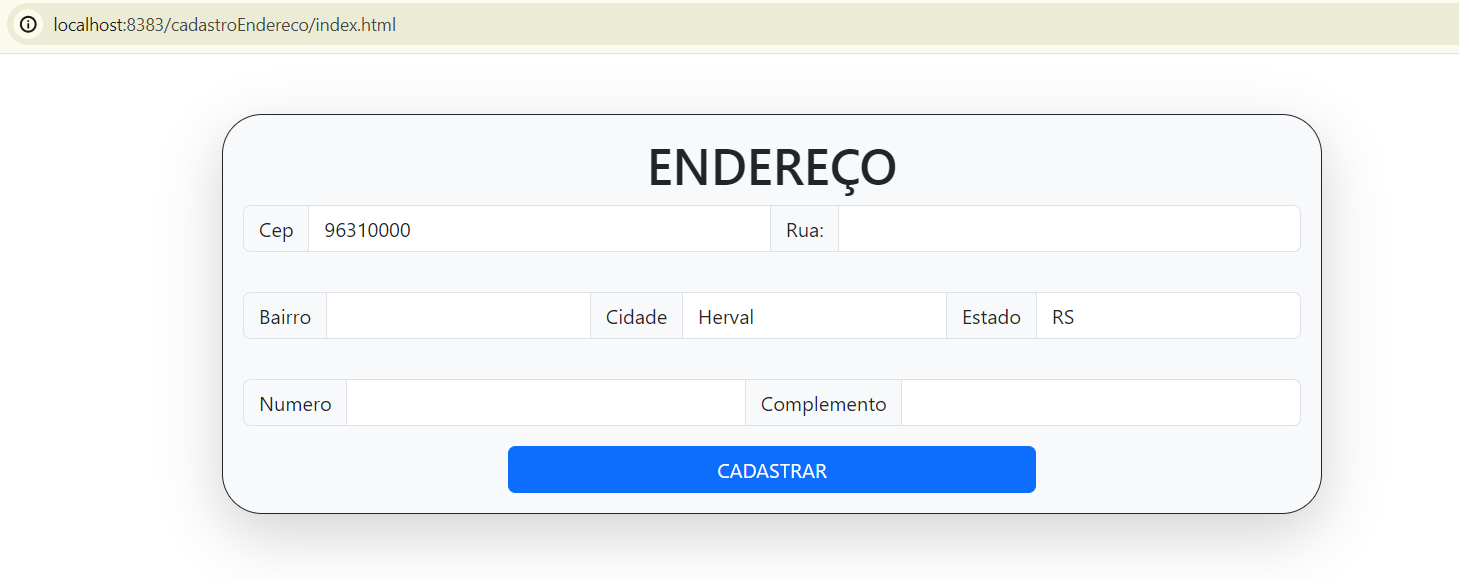 localhost:8383/cadastroEndereco/index.html
ENDEREÇO
Cep 96310000 Rua:
Bairro Cidade Herval Estado RS
Numero Complemento
CADASTRAR